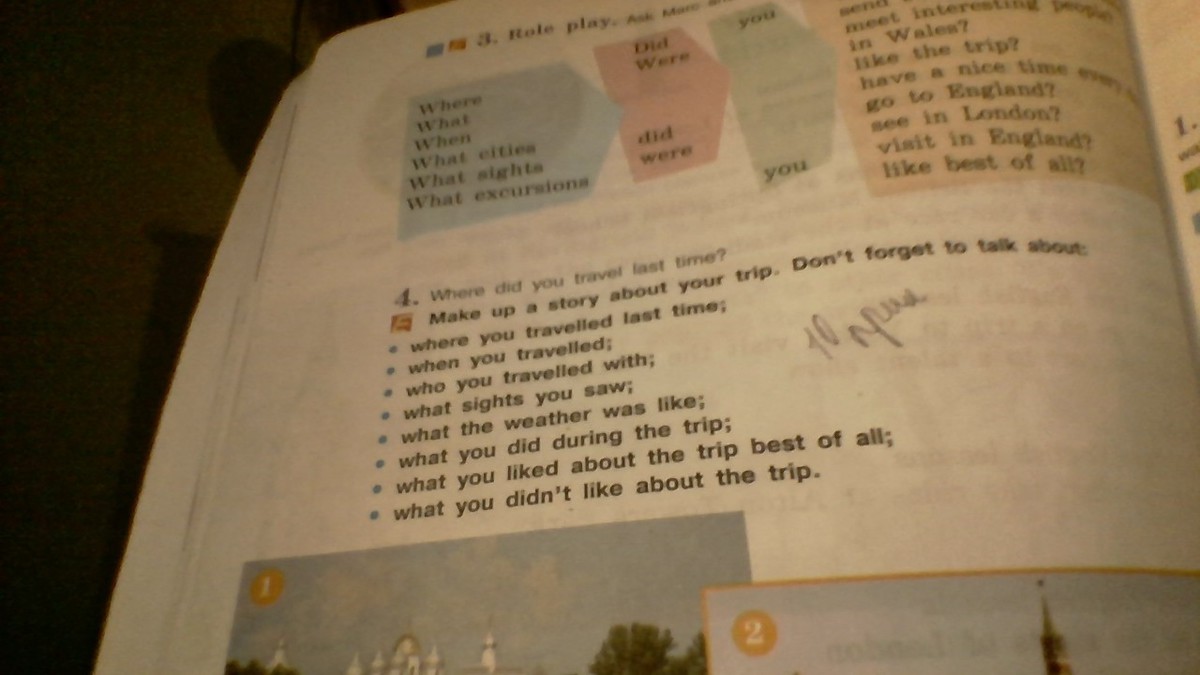 3. Role play. Ask
Where
What
When
What cities
What sights
What excursions
Did
Were
did
were
you
you
send
meet interesting people
in Wales?
like the trip?
have a nice time every
go to England?
see in London?
visit in England?
like best of all?
4. Where did you travel last time?
Make up a story about your trip. Don't forget to talk about:
• where you travelled last time;
• when you travelled;
• who you travelled with;
• what sights you saw;
• what the weather was like;
• what you did during the trip;
• what you liked about the trip best of all;
• what you didn't like about the trip.
1
2
1.